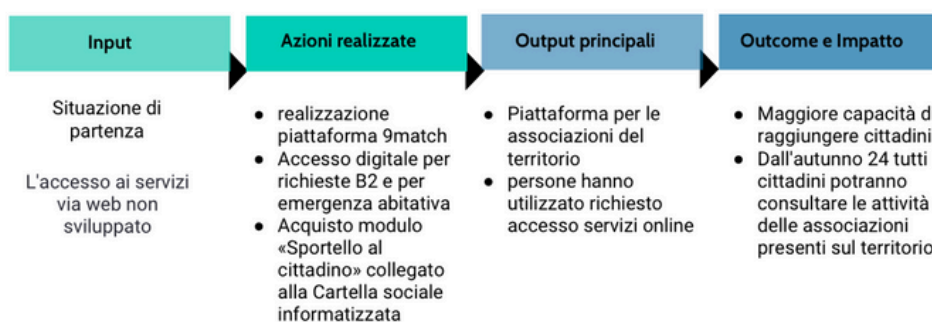 Input
Situazione di
partenza
L'accesso ai servizi
via web non
sviluppato
Azioni realizzate
● realizzazione
piattaforma 9match
● Accesso digitale per
richieste B2 e per
emergenza abitativa
● Acquisto modulo
«Sportello al
cittadino» collegato
alla Cartella sociale
informatizzata
Output principali
● Piattaforma per le
associazioni del
territorio
● persone hanno
utilizzato richiesto
accesso servizi online
Outcome e Impatto
● Maggiore capacità d
raggiungere cittadini
● Dall'autunno 24 tutti
cittadini potranno
consultare le attività
delle associazioni
presenti sul territorio